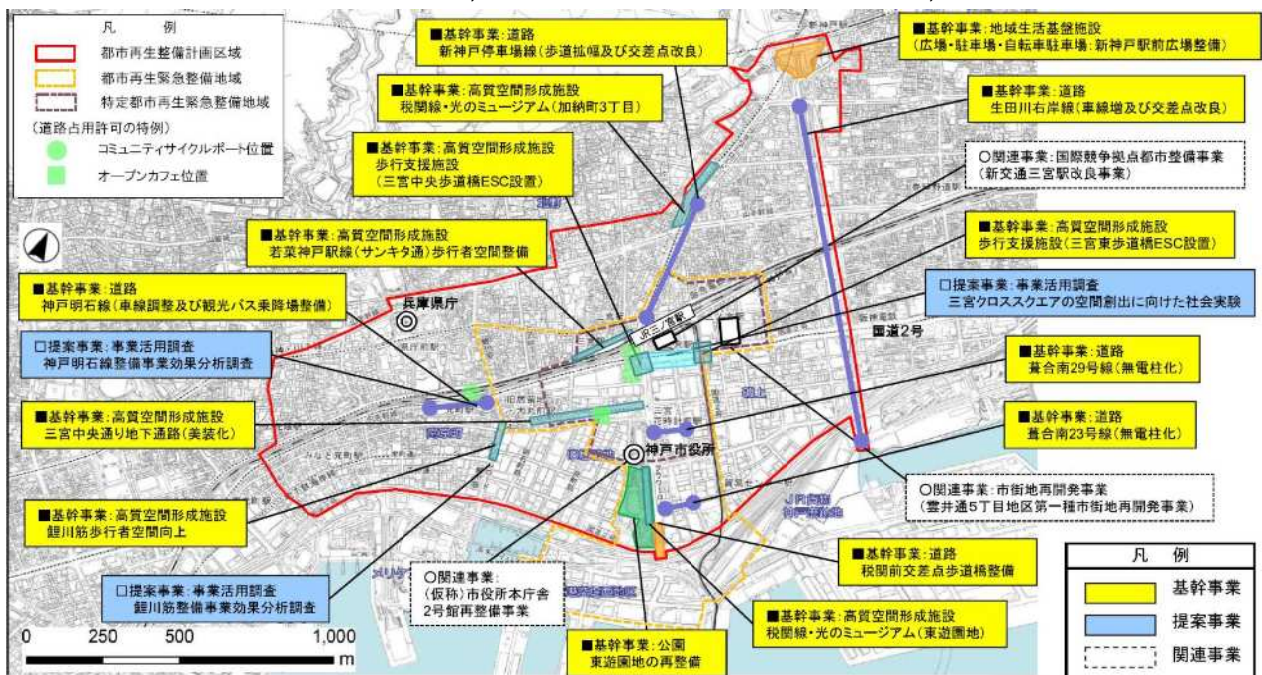 凡　例
都市再生整備計画区域
都市再生緊急整備地域
特定都市再生緊急整備地域
(道路占用許可の特例)
コミュニティサイクルポート位置
オープンカフェ位置
■基幹事業:道路
新神戸停車場線(歩道拡幅及び交差点改良)
■基幹事業:高質空間形成施設
税関線・光のミュージアム(加納町3丁目)
■基幹事業:高質空間形成施設
歩行支援施設
(三宮中央歩道橋ESC設置)
■基幹事業:高質空間形成施設
若菜神戸駅線(サンキタ通)歩行者空間整備
■基幹事業:道路
神戸明石線(車線調整及び観光バス乗降場整備)
□提案事業:事業活用調査
神戸明石線整備事業効果分析調査
■基幹事業:高質空間形成施設
三宮中央通り地下通路(美装化)
■基幹事業:高質空間形成施設
鯉川筋歩行者空間向上
□提案事業:事業活用調査
鯉川筋整備事業効果分析調査
○関連事業:
(仮称)市役所本庁舎
2号館再整備事業
■基幹事業:公園
東遊園地の再整備
■基幹事業:地域生活基盤施設
(広場・駐車場・自転車駐車場:新神戸駅前広場整備)
■基幹事業:道路
生田川右岸線(車線増及び交差点改良)
○関連事業:国際競争拠点都市整備事業
(新交通三宮駅改良事業)
■基幹事業:高質空間形成施設
歩行支援施設(三宮東歩道橋ESC設置)
□提案事業:事業活用調査
三宮クロススクエアの空間創出に向けた社会実験
■基幹事業:道路
葺合南29号線(無電柱化)
■基幹事業:道路
葺合南23号線(無電柱化)
○関連事業:市街地再開発事業
(雲井通5丁目地区第一種市街地再開発事業)
■基幹事業:道路
税関前交差点歩道橋整備
■基幹事業:高質空間形成施設
税関線・光のミュージアム(東遊園地)
新神戸駅
兵庫県庁
JR三ノ宮駅
国道2号
神戸市役所
0 250 500 1,000
m
凡　例
基幹事業
提案事業
関連事業